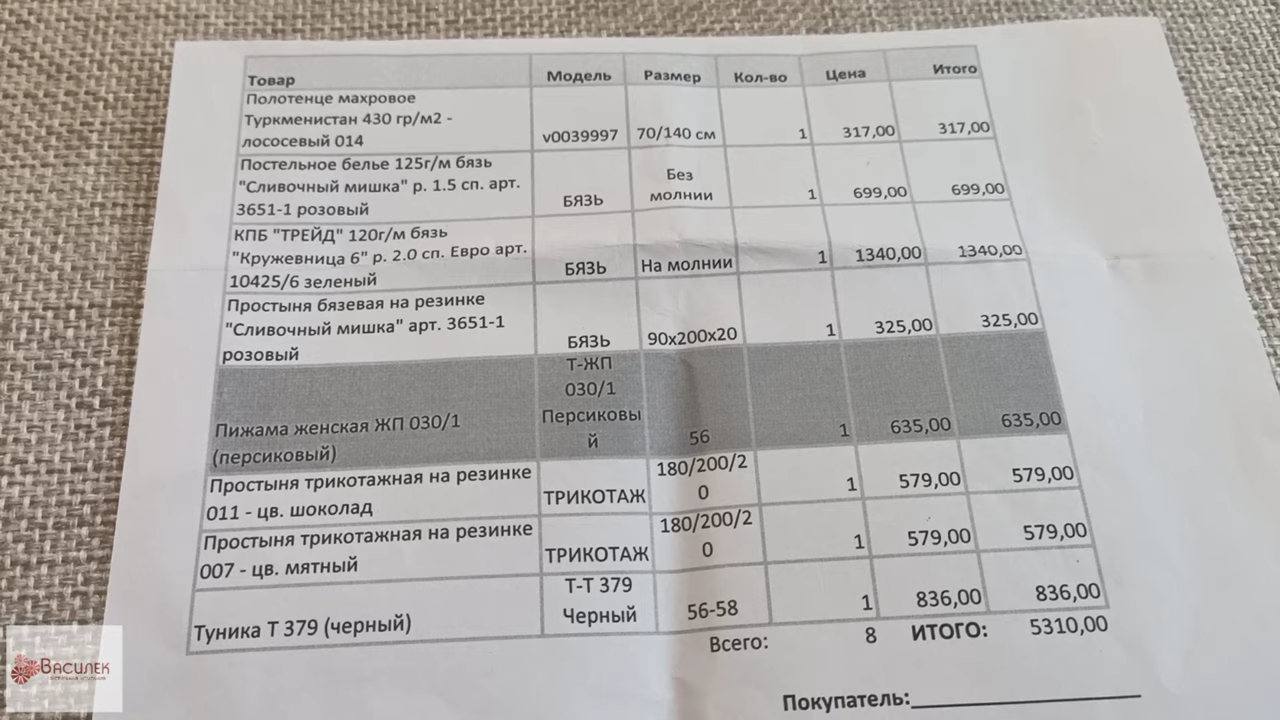 Товар Модель Размер Кол-во Цена Итого
Полотенце махровое
Туркменистан 430 гр/м2 -
лососевый 014 v0039997 70/140 см 1 317,00 317,00
Постельное белье 125г/м бязь
"Сливочный мишка" р. 1.5 сп. арт.
3651-1 розовый БЯЗЬ Без
молнии 1 699,00 699,00
КПБ "ТРЕЙД" 120г/м бязь
"Кружевница 6" р. 2.0 сп. Евро арт.
10425/6 зеленый БЯЗЬ На молнии 1 1340,00 1340,00
Простыня бязевая на резинке
"Сливочный мишка" арт. 3651-1
розовый БЯЗЬ 90х200х20 1 325,00 325,00
Пижама женская ЖП 030/1
(персиковый) Т-ЖП
030/1
Персиковы
й 56 1 635,00 635,00
Простыня трикотажная на резинке
011 - цв. шоколад ТРИКОТАЖ 180/200/2
0 1 579,00 579,00
Простыня трикотажная на резинке
007 - цв. мятный ТРИКОТАЖ 180/200/2
0 1 579,00 579,00
Туника Т 379 (черный) Т-Т 379
Черный 56-58 1 836,00 836,00
Всего: 8 ИТОГО: 5310,00
Покупатель:
ВАСИЛЕК